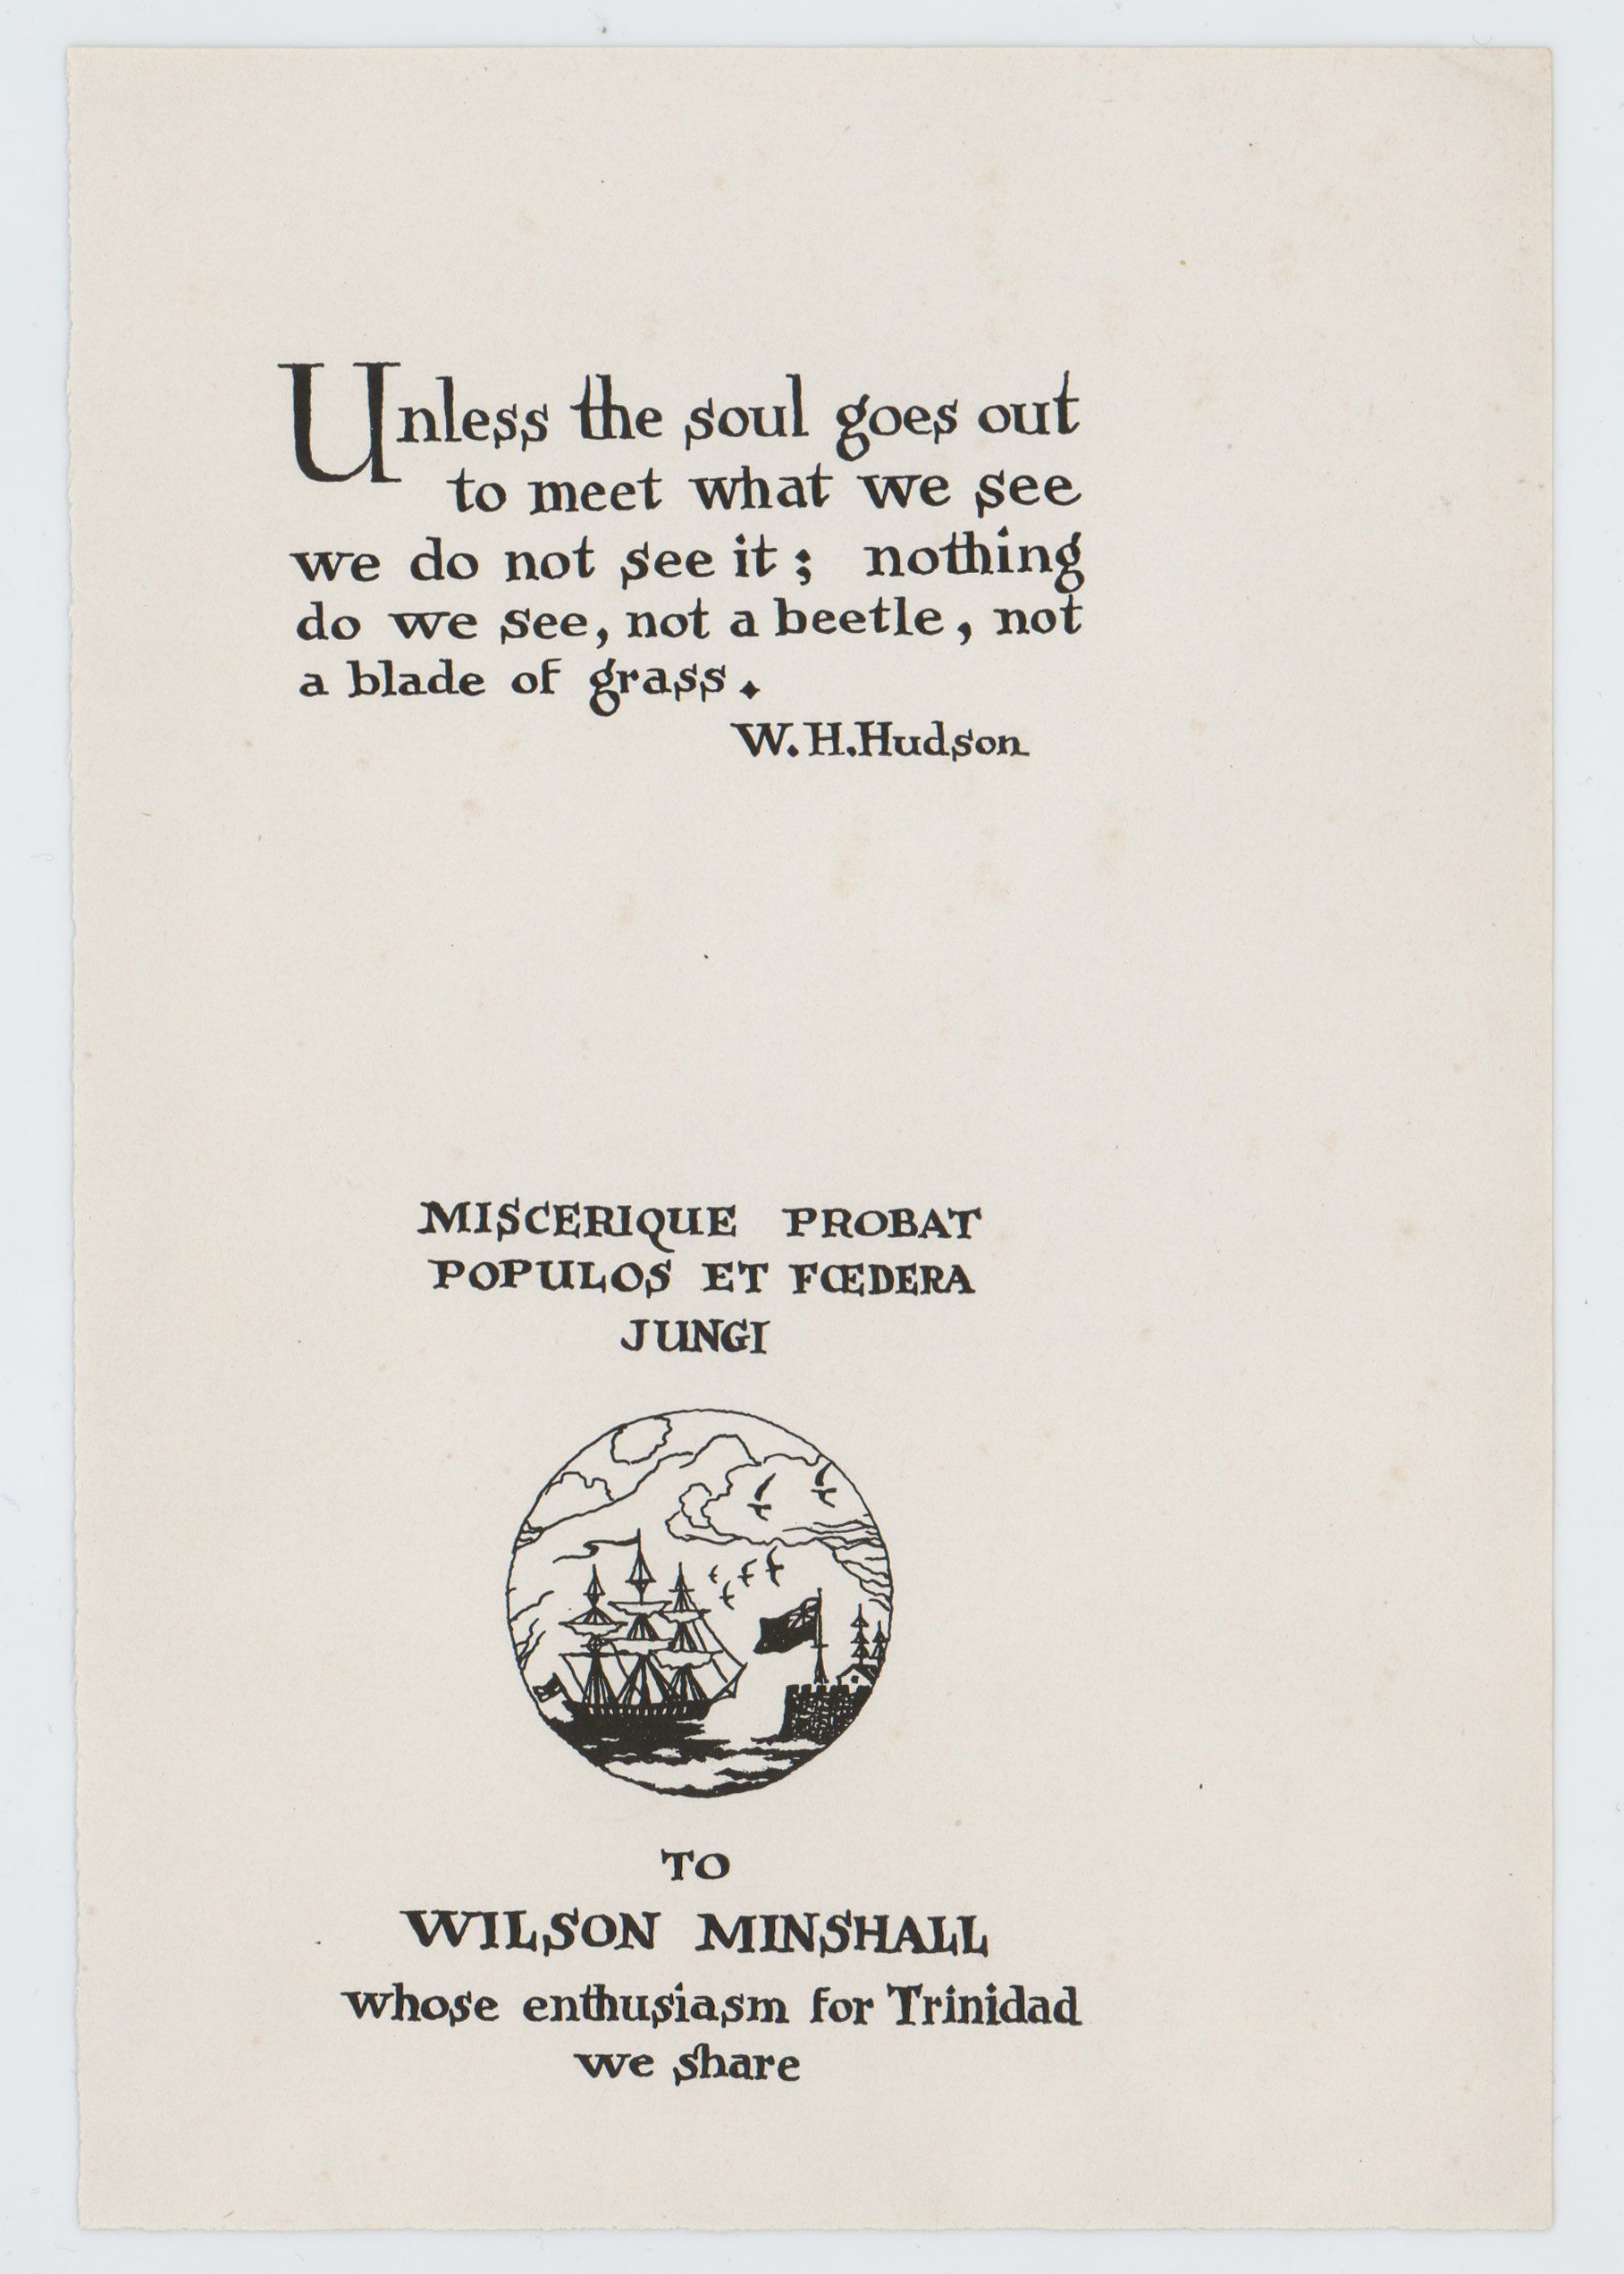 Unless the soul goes out
to meet what we see
we do not see it; nothing
do we see, not a beetle, not
a blade of grass.
W. H. Hudson
MISCERIQUE PROBAT
POPULOS ET FŒDERA
JUNGI
TO
WILSON MINSHALL
whose enthusiasm for Trinidad
we share